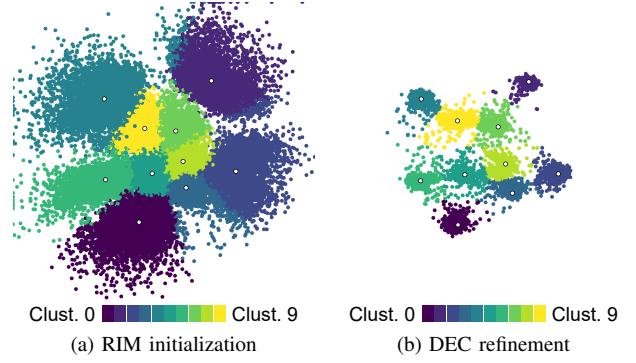 Clust. 0 Clust. 9 Clust. 0 Clust. 9
(a) RIM initialization (b) DEC refinement